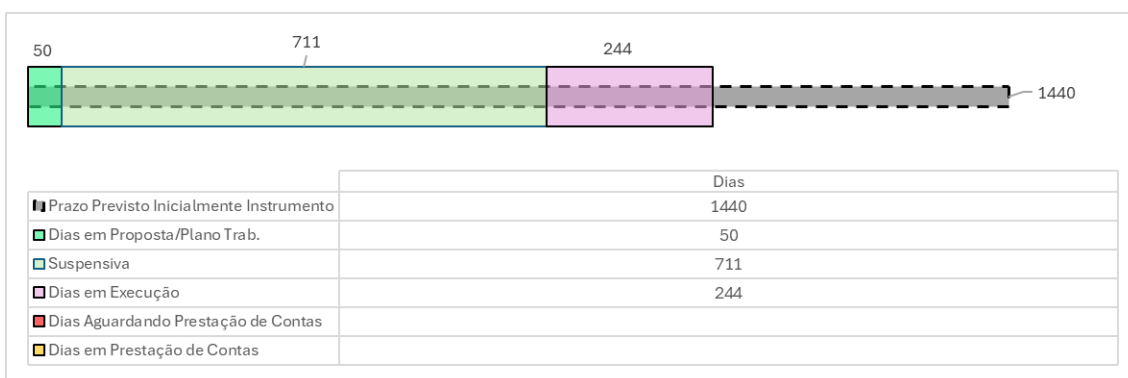 50
711
244
1440
Dias
Prazo Previsto Inicialmente Instrumento 1440
Dias em Proposta/Plano Trab. 50
Suspensiva 711
Dias em Execução 244
Dias Aguardando Prestação de Contas
Dias em Prestação de Contas